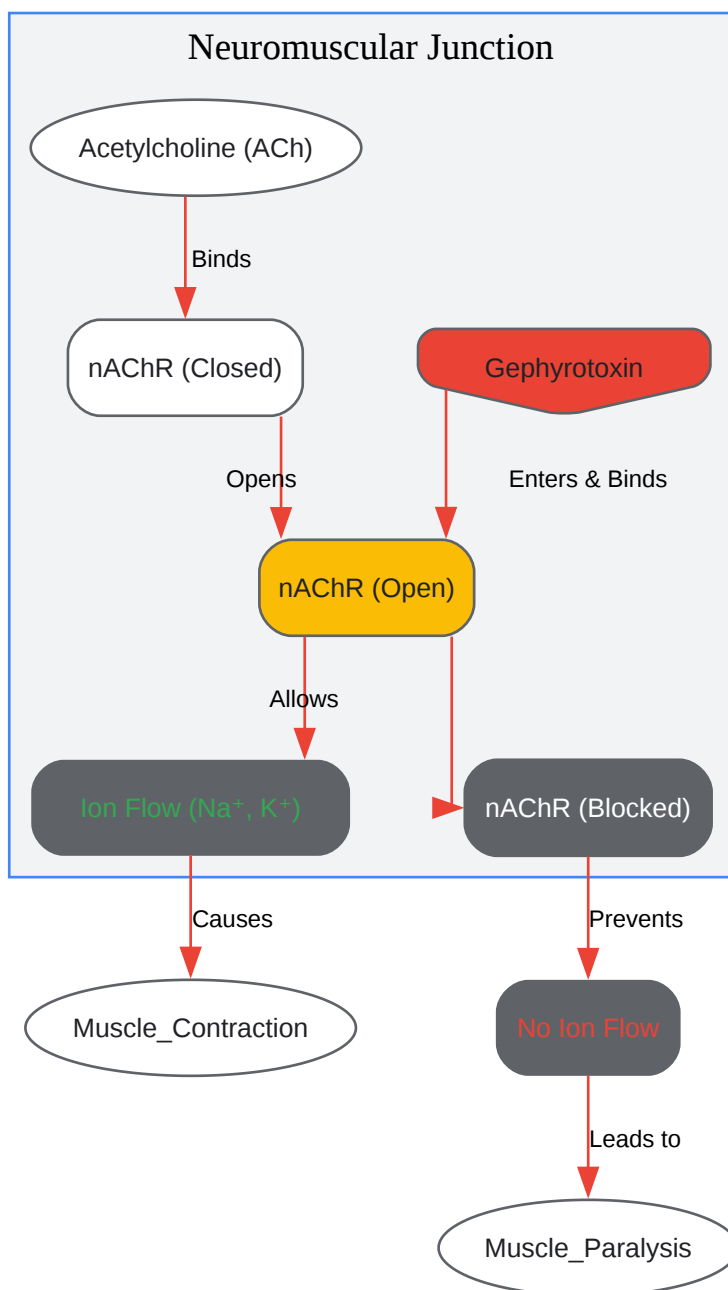 Neuromuscular Junction
Acetylcholine (ACh)
Binds
nAChR (Closed)
Gephyrotoxin
Opens
Enters & Binds
nAChR (Open)
Allows
Ion Flow (Na⁺, K⁺)
nAChR (Blocked)
Causes
Prevents
Muscle_Contraction
No Ion Flow
Leads to
Muscle_Paralysis